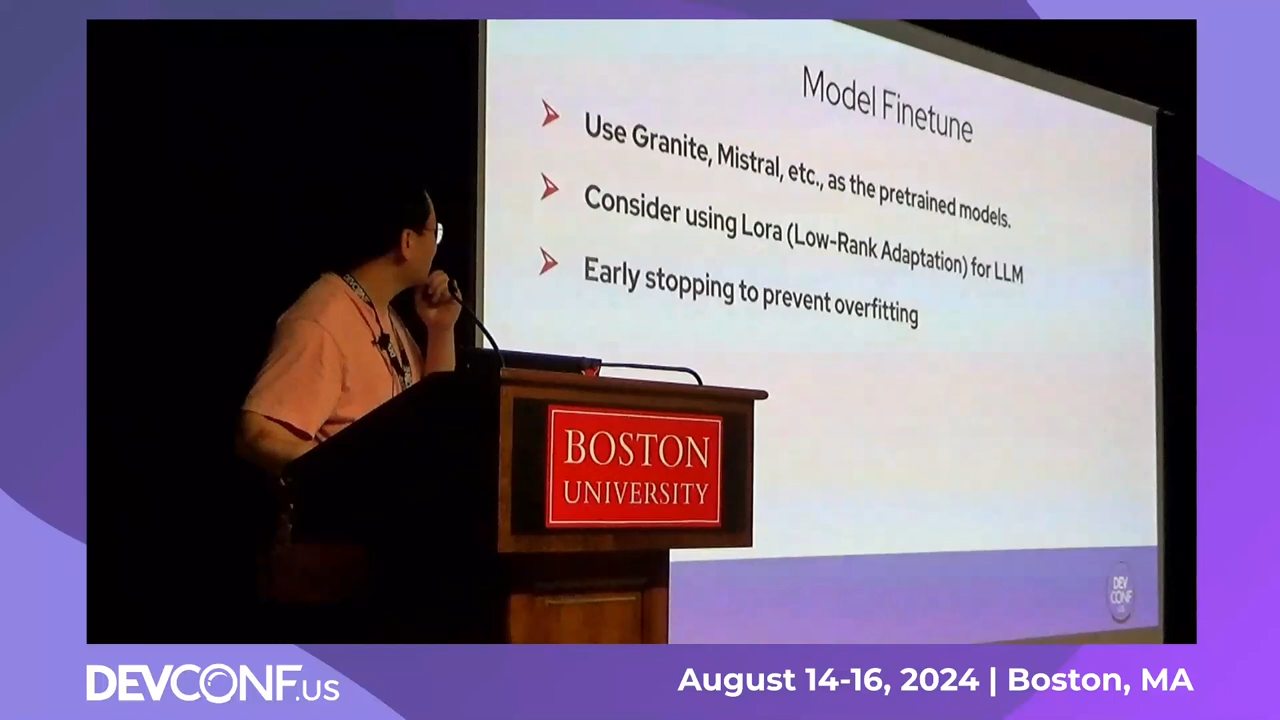 Model Finetune
Use Granite, Mistral, etc., as the pretrained models.
Consider using Lora (Low-Rank Adaptation) for LLM
Early stopping to prevent overfitting
BOSTON
UNIVERSITY
DEV
CONF
DEVCONF.US
August 14-16, 2024 | Boston, MA